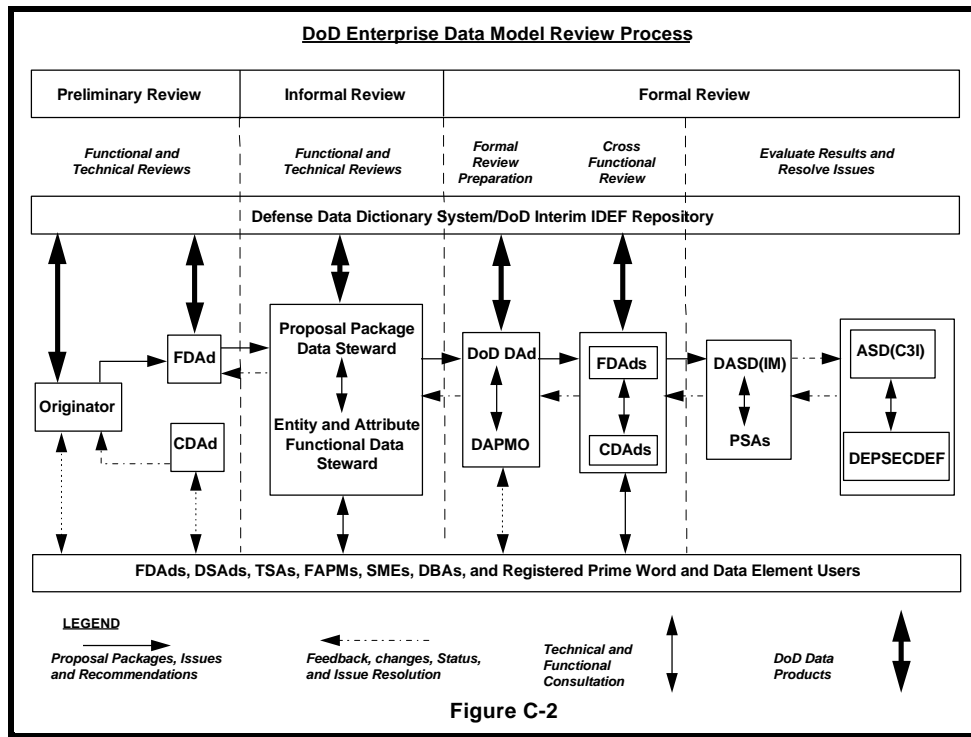 DoD Enterprise Data Model Review Process
Preliminary Review
Informal Review
Formal Review
Functional and
Technical Reviews
Functional and
Technical Reviews
Formal
Review
Preparation
Cross
Functional
Review
Evaluate Results and
Resolve Issues
Defense Data Dictionary System/DoD Interim IDEF Repository
Originator
FDAd
CDAd
Proposal Package
Data Steward
Entity and Attribute
Functional Data
Steward
DoD DAd
DAPMO
FDAds
CDAds
DASD(IM)
PSAs
ASD(C3I)
DEPSECDEF
FDAds, DSAds, TSAs, FAPMs, SMEs, DBAs, and Registered Prime Word and Data Element Users
LEGEND
Proposal Packages, Issues
and Recommendations
Feedback, changes, Status,
and Issue Resolution
Technical and
Functional
Consultation
DoD Data
Products
Figure C-2